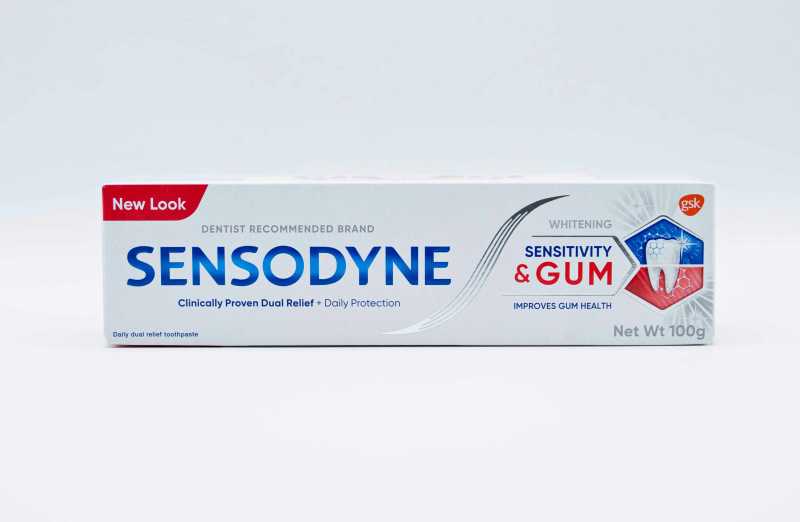 New Look
DENTIST RECOMMENDED BRAND
SENSODYNE
Clinically Proven Dual Relief + Daily Protection
Daily dual relief toothpaste
WHITENING
SENSITIVITY
& GUM
IMPROVES GUM HEALTH
gsk
Net Wt 100g